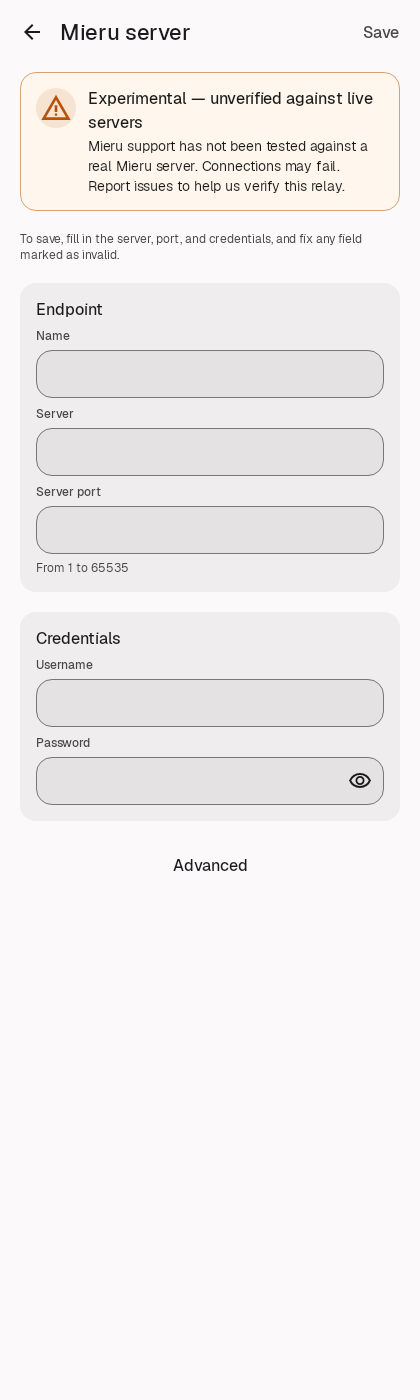 Mieru server
Save
Experimental — unverified against live
servers
Mieru support has not been tested against a
real Mieru server. Connections may fail.
Report issues to help us verify this relay.
To save, fill in the server, port, and credentials, and fix any field
marked as invalid.
Endpoint
Name
Server
Server port
From 1 to 65535
Credentials
Username
Password
Advanced